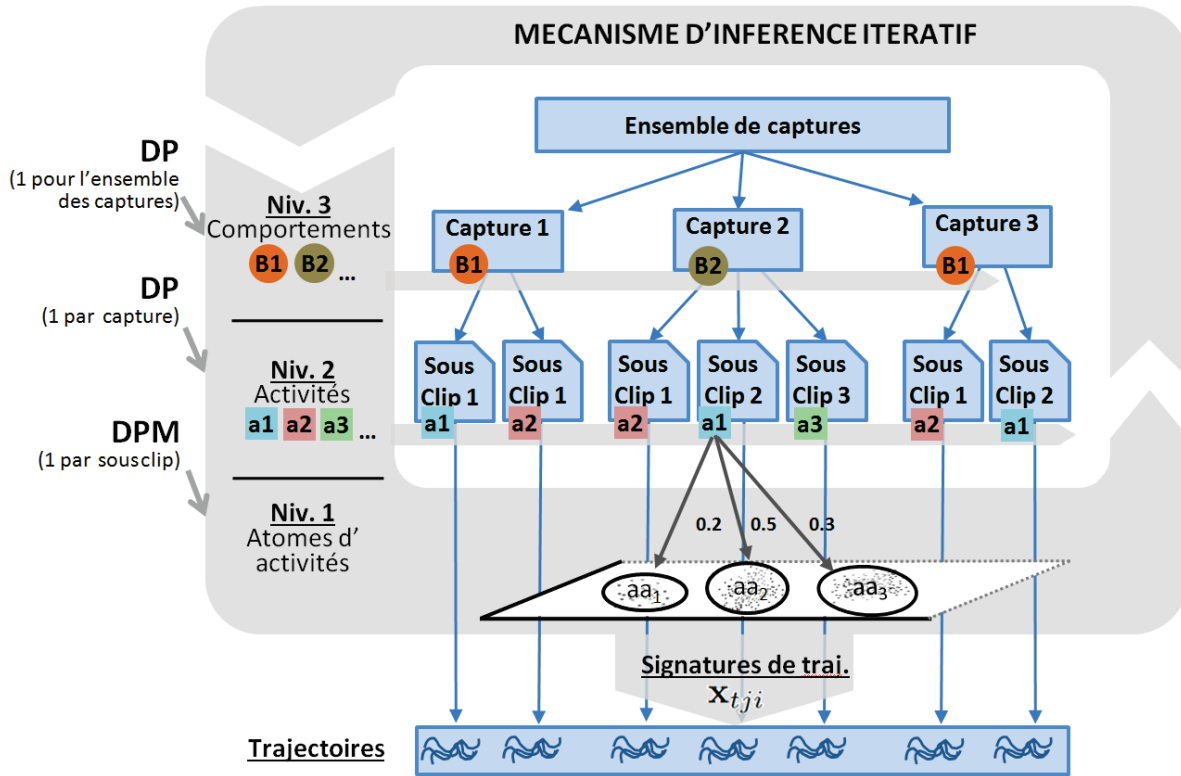 MECANISME D'INFERENCE ITERATIF
Ensemble de captures
DP
(1 pour l'ensemble
des captures)
Niv. 3
Comportements
B1 B2 ...
Capture 1
B1
Capture 2
B2
Capture 3
B1
DP
(1 par capture)
Niv. 2
Activités
a1 a2 a3 ...
Sous
Clip 1
a1
Sous
Clip 1
a2
Sous
Clip 1
a2
Sous
Clip 2
a1
Sous
Clip 3
a3
Sous
Clip 1
a2
Sous
Clip 2
a1
DPM
(1 par sousclip)
Niv. 1
Atomes d'
activités
0.2 0.5 0.3
aa₁ aa₂ aa₃
Signatures de traj.
x_{tji}
Trajectoires